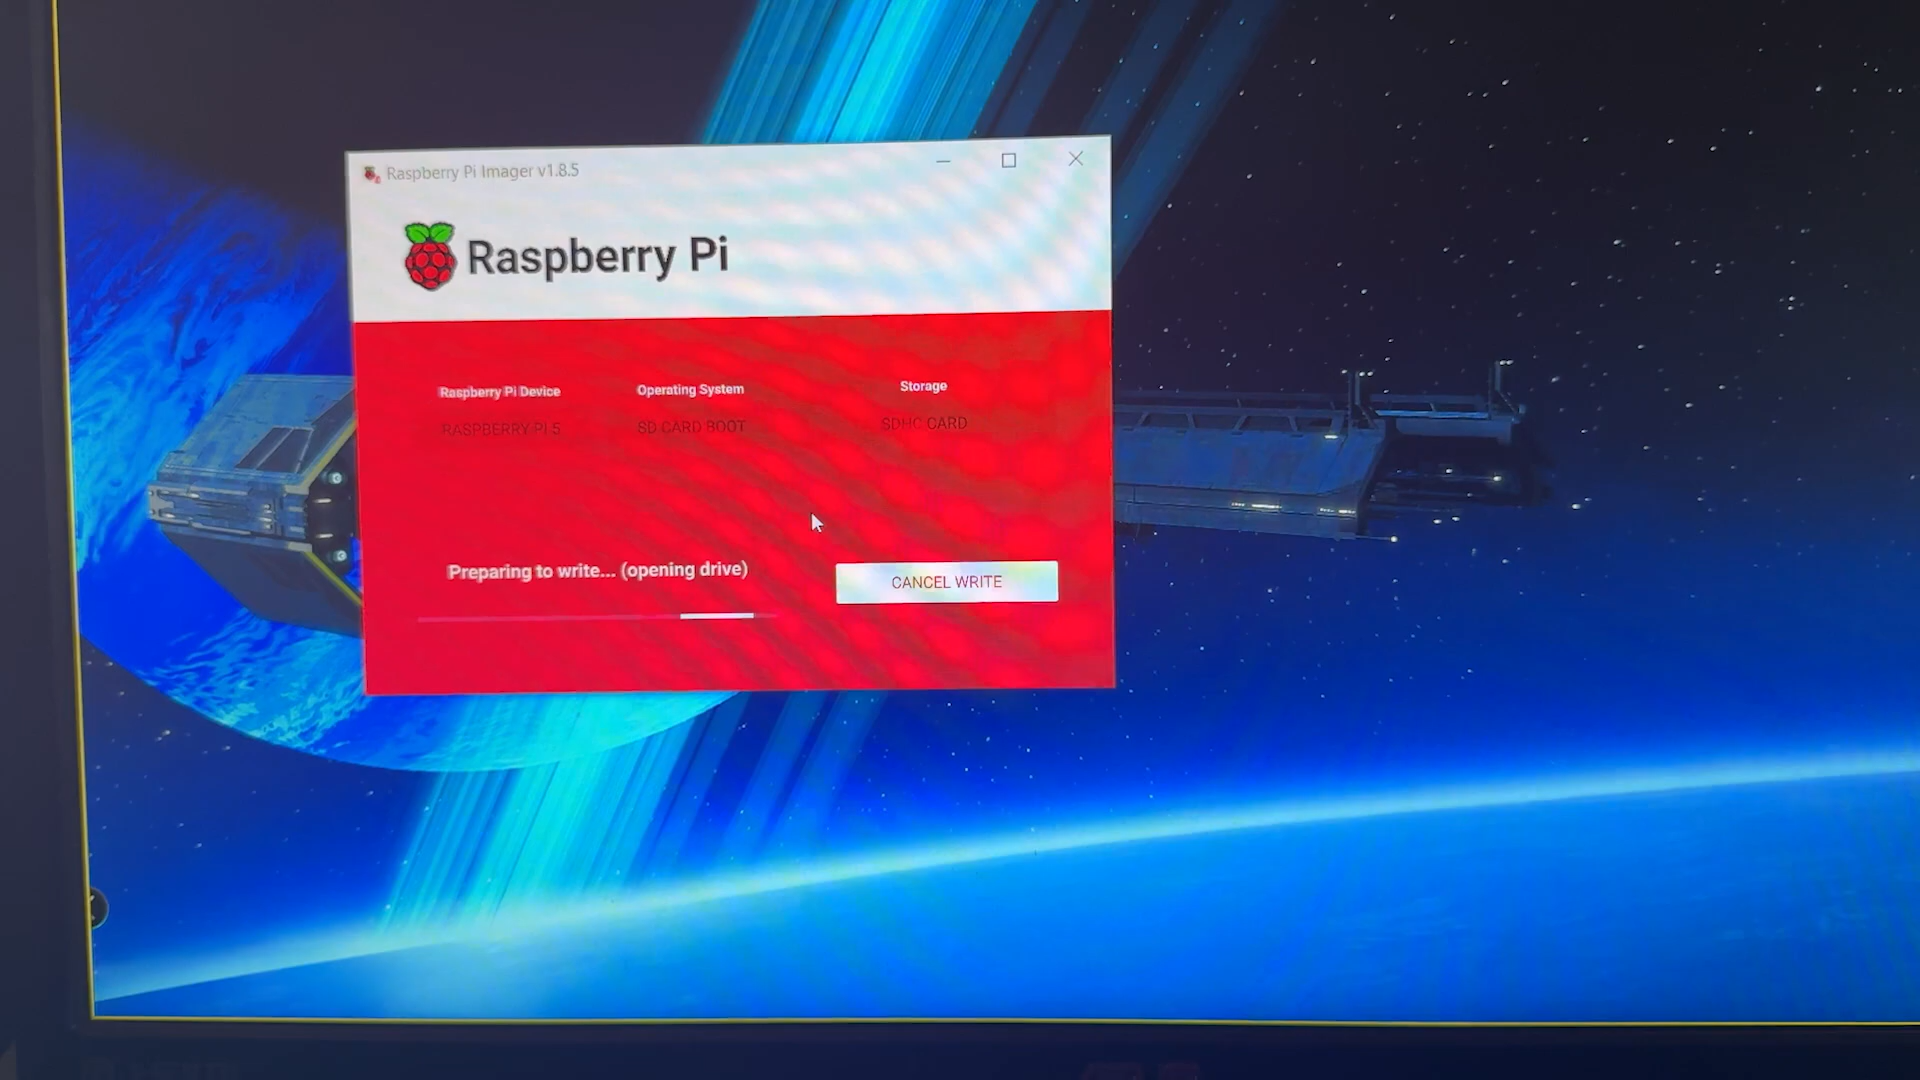 Raspberry Pi Imager v1.8.5
Raspberry Pi
Raspberry Pi Device
Operating System
Storage
RASPBERRY PI 5
SD CARD BOOT
SDHC CARD
Preparing to write... (opening drive)
CANCEL WRITE